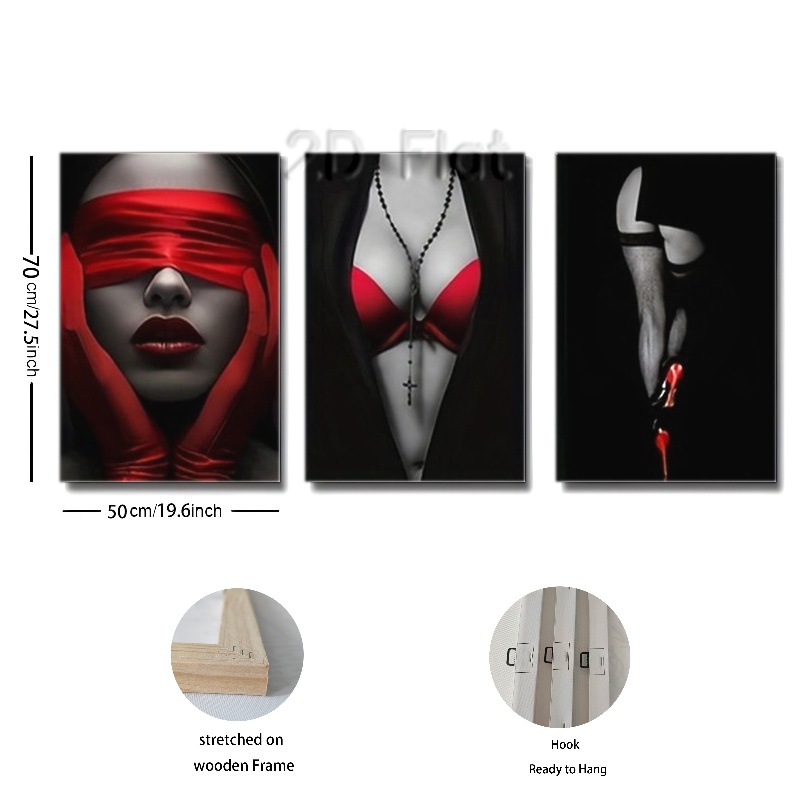 2D Flat
70 cm/27.5inch
50cm/19.6inch
stretched on
wooden Frame
Hook
Ready to Hang